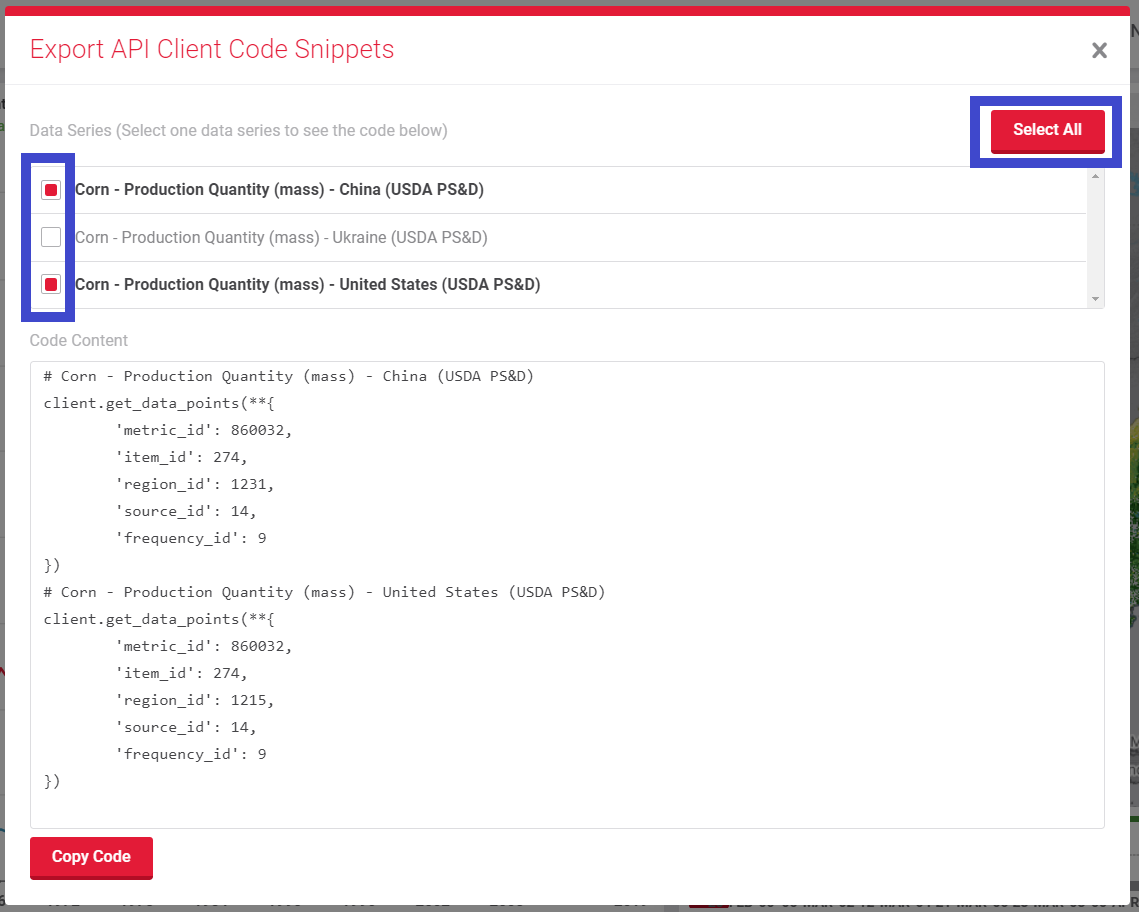 Export API Client Code Snippets
Data Series (Select one data series to see the code below)
Select All
Corn - Production Quantity (mass) - China (USDA PS&D)
Corn - Production Quantity (mass) - Ukraine (USDA PS&D)
Corn - Production Quantity (mass) - United States (USDA PS&D)
Code Content
# Corn - Production Quantity (mass) - China (USDA PS&D)
client.get_data_points(**{
        'metric_id': 860032,
        'item_id': 274,
        'region_id': 1231,
        'source_id': 14,
        'frequency_id': 9
})
# Corn - Production Quantity (mass) - United States (USDA PS&D)
client.get_data_points(**{
        'metric_id': 860032,
        'item_id': 274,
        'region_id': 1215,
        'source_id': 14,
        'frequency_id': 9
})
Copy Code